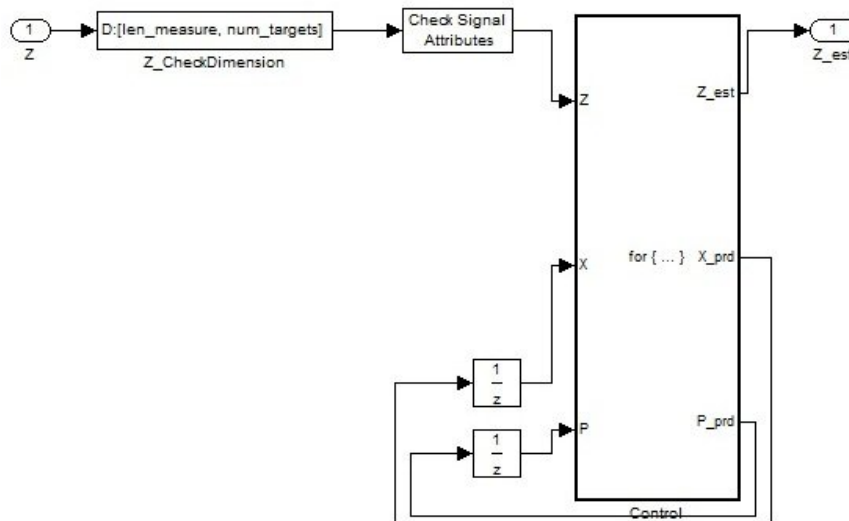 1
D:[len_measure, num_targets]
Check Signal
Attributes
1
Z
Z_CheckDimension
Z_est
Z
Z_est
X
for { ... }
X_prd
1
z
P
P_prd
1
z
Control